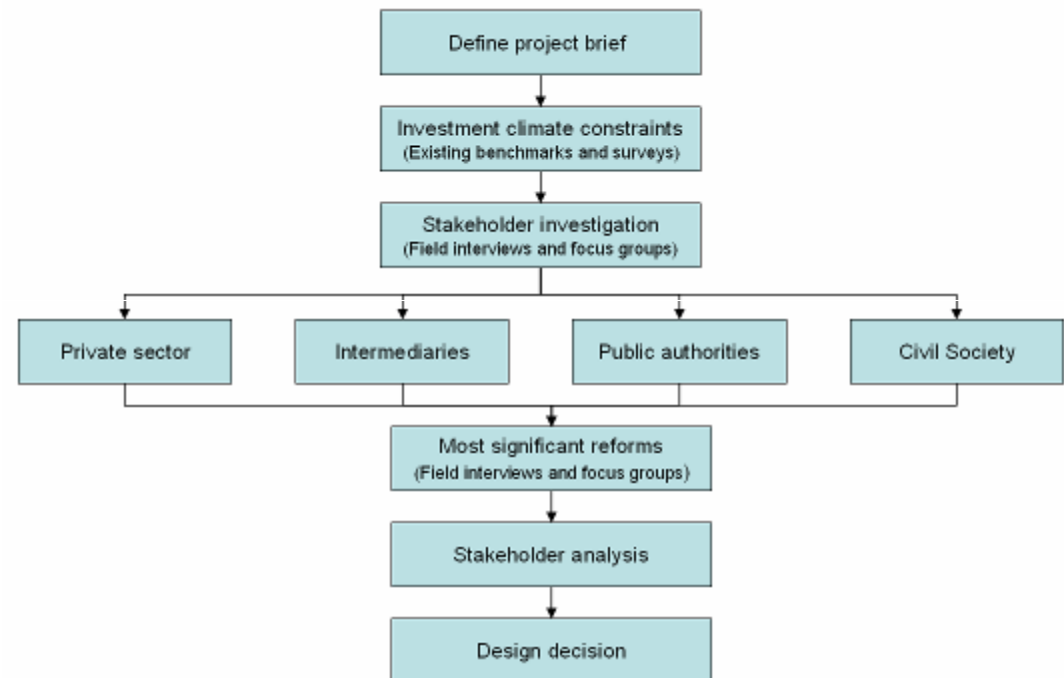 Define project brief
Investment climate constraints
(Existing benchmarks and surveys)
Stakeholder investigation
(Field interviews and focus groups)
Private sector
Intermediaries
Public authorities
Civil Society
Most significant reforms
(Field interviews and focus groups)
Stakeholder analysis
Design decision